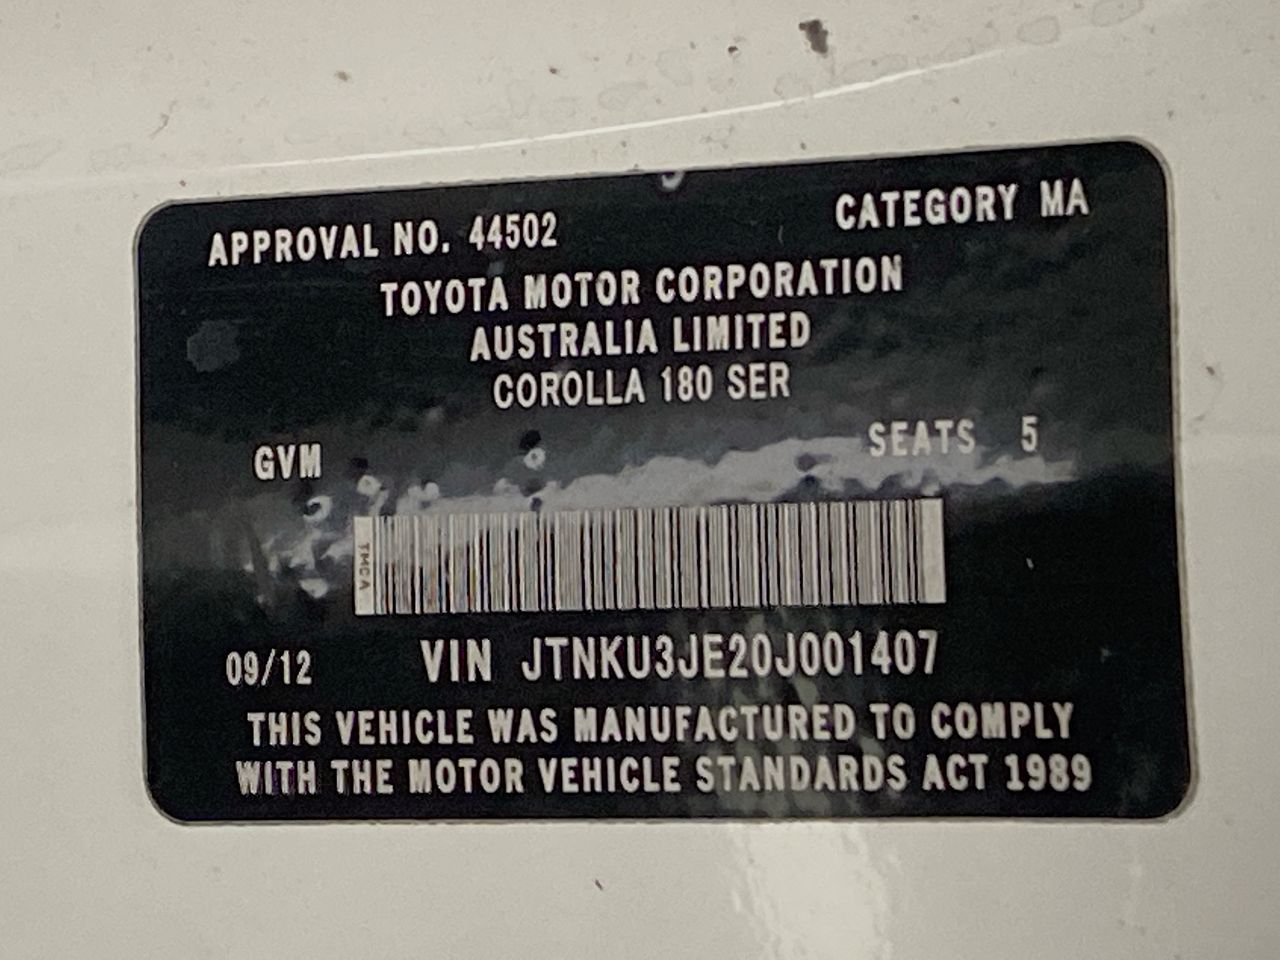 APPROVAL NO. 44502 CATEGORY MA
TOYOTA MOTOR CORPORATION
AUSTRALIA LIMITED
COROLLA 180 SER
GVM SEATS 5
TMCA
09/12 VIN JTNKU3JE20J001407
THIS VEHICLE WAS MANUFACTURED TO COMPLY
WITH THE MOTOR VEHICLE STANDARDS ACT 1989